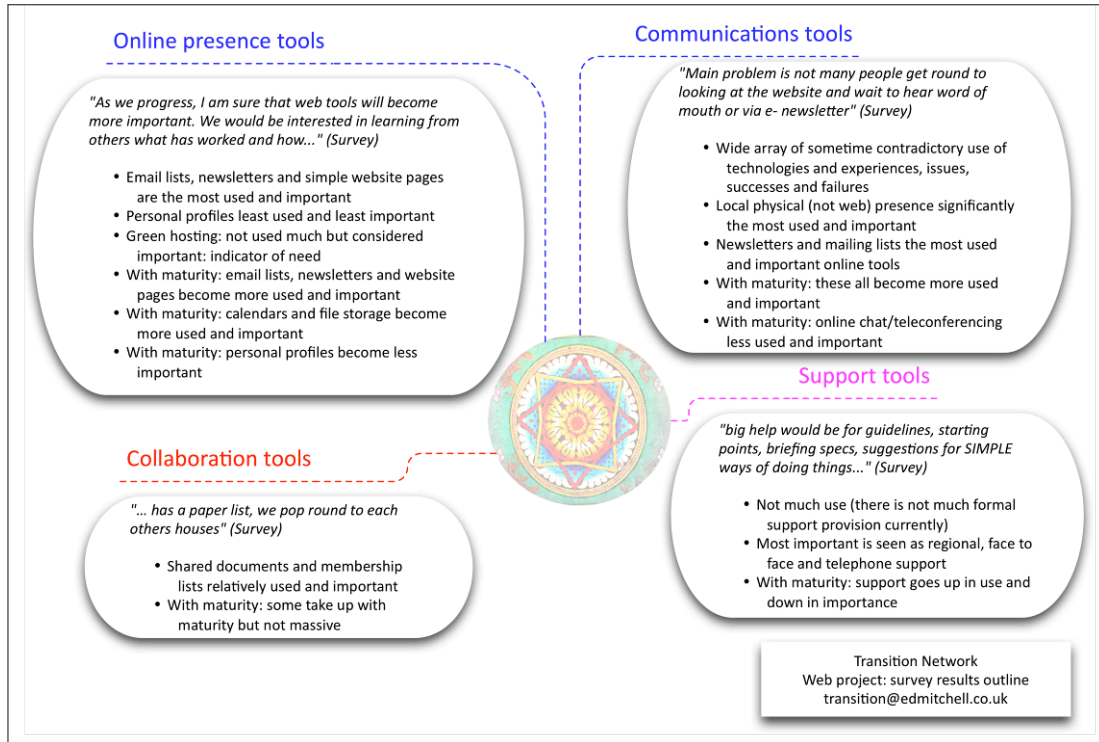 Online presence tools
"As we progress, I am sure that web tools will become
more important. We would be interested in learning from
others what has worked and how..." (Survey)
• Email lists, newsletters and simple website pages
are the most used and important
• Personal profiles least used and least important
• Green hosting: not used much but considered
important: indicator of need
• With maturity: email lists, newsletters and website
pages become more used and important
• With maturity: calendars and file storage become
more used and important
• With maturity: personal profiles become less
important
Communications tools
"Main problem is not many people get round to
looking at the website and wait to hear word of
mouth or via e- newsletter" (Survey)
• Wide array of sometime contradictory use of
technologies and experiences, issues,
successes and failures
• Local physical (not web) presence significantly
the most used and important
• Newsletters and mailing lists the most used
and important online tools
• With maturity: these all become more used
and important
• With maturity: online chat/teleconferencing
less used and important
Collaboration tools
"... has a paper list, we pop round to each
others houses" (Survey)
• Shared documents and membership
lists relatively used and important
• With maturity: some take up with
maturity but not massive
Support tools
"big help would be for guidelines, starting
points, briefing specs, suggestions for SIMPLE
ways of doing things..." (Survey)
• Not much use (there is not much formal
support provision currently)
• Most important is seen as regional, face to
face and telephone support
• With maturity: support goes up in use and
down in importance
Transition Network
Web project: survey results outline
transition@edmitchell.co.uk